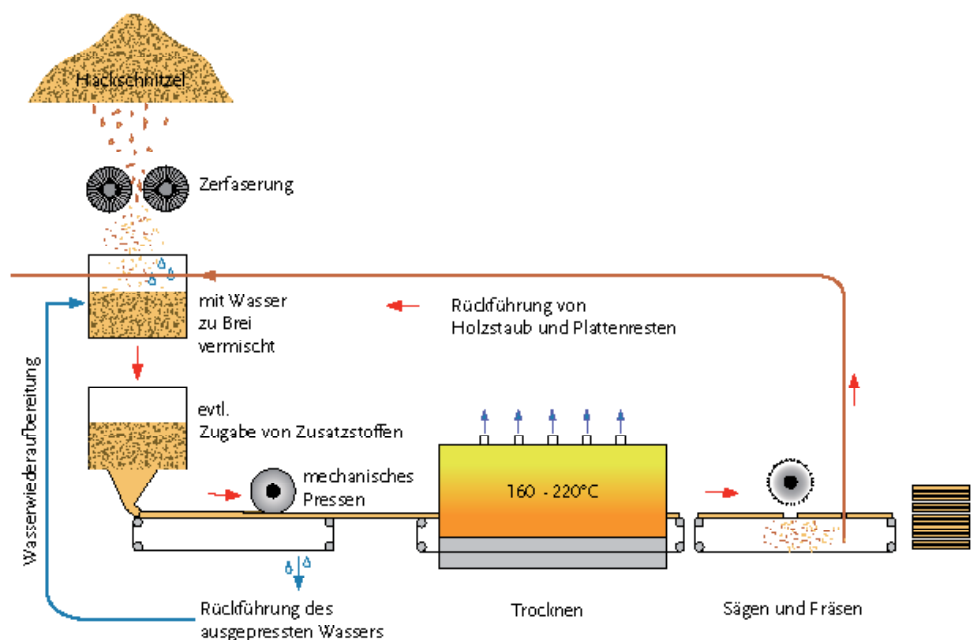 Hackschnitzel
Zerfaserung
mit Wasser
zu Brei
vermischt
Rückführung von
Holzstaub und Plattenresten
Wasserwiederaufbereitung
evtl.
Zugabe von Zusatzstoffen
mechanisches
Pressen
160 - 220°C
Rückführung des
ausgepressten Wassers
Trocknen
Sägen und Fräsen